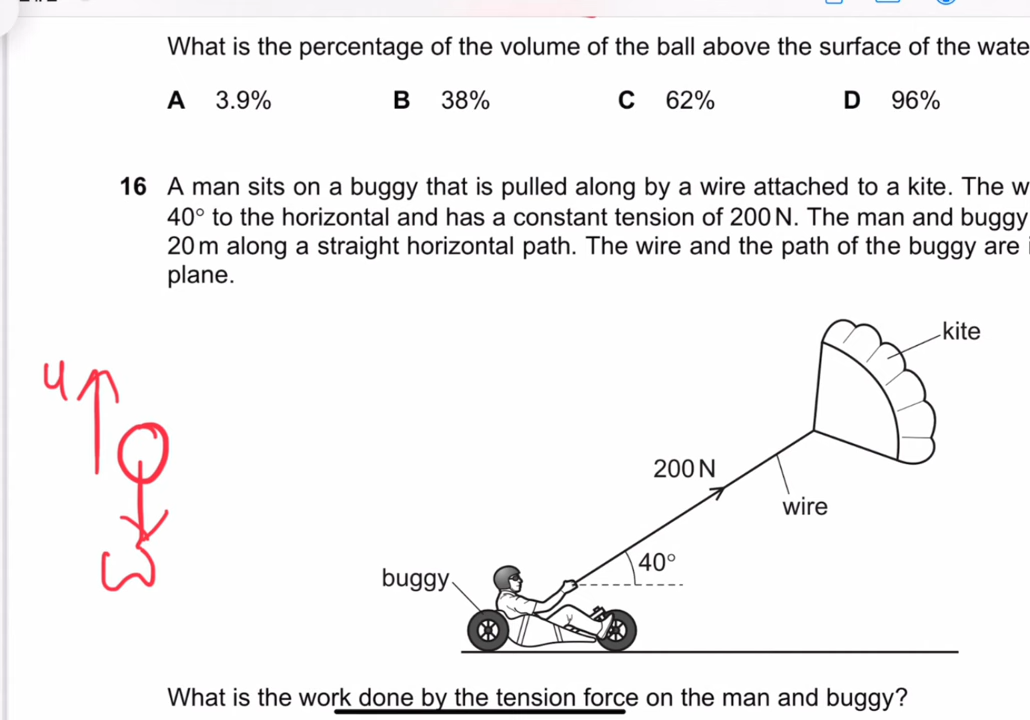 What is the percentage of the volume of the ball above the surface of the wate
A 3.9% B 38% C 62% D 96%
16 A man sits on a buggy that is pulled along by a wire attached to a kite. The w
40° to the horizontal and has a constant tension of 200 N. The man and buggy
20 m along a straight horizontal path. The wire and the path of the buggy are
plane.
kite
u
200 N
wire
40°
buggy
W
What is the work done by the tension force on the man and buggy?